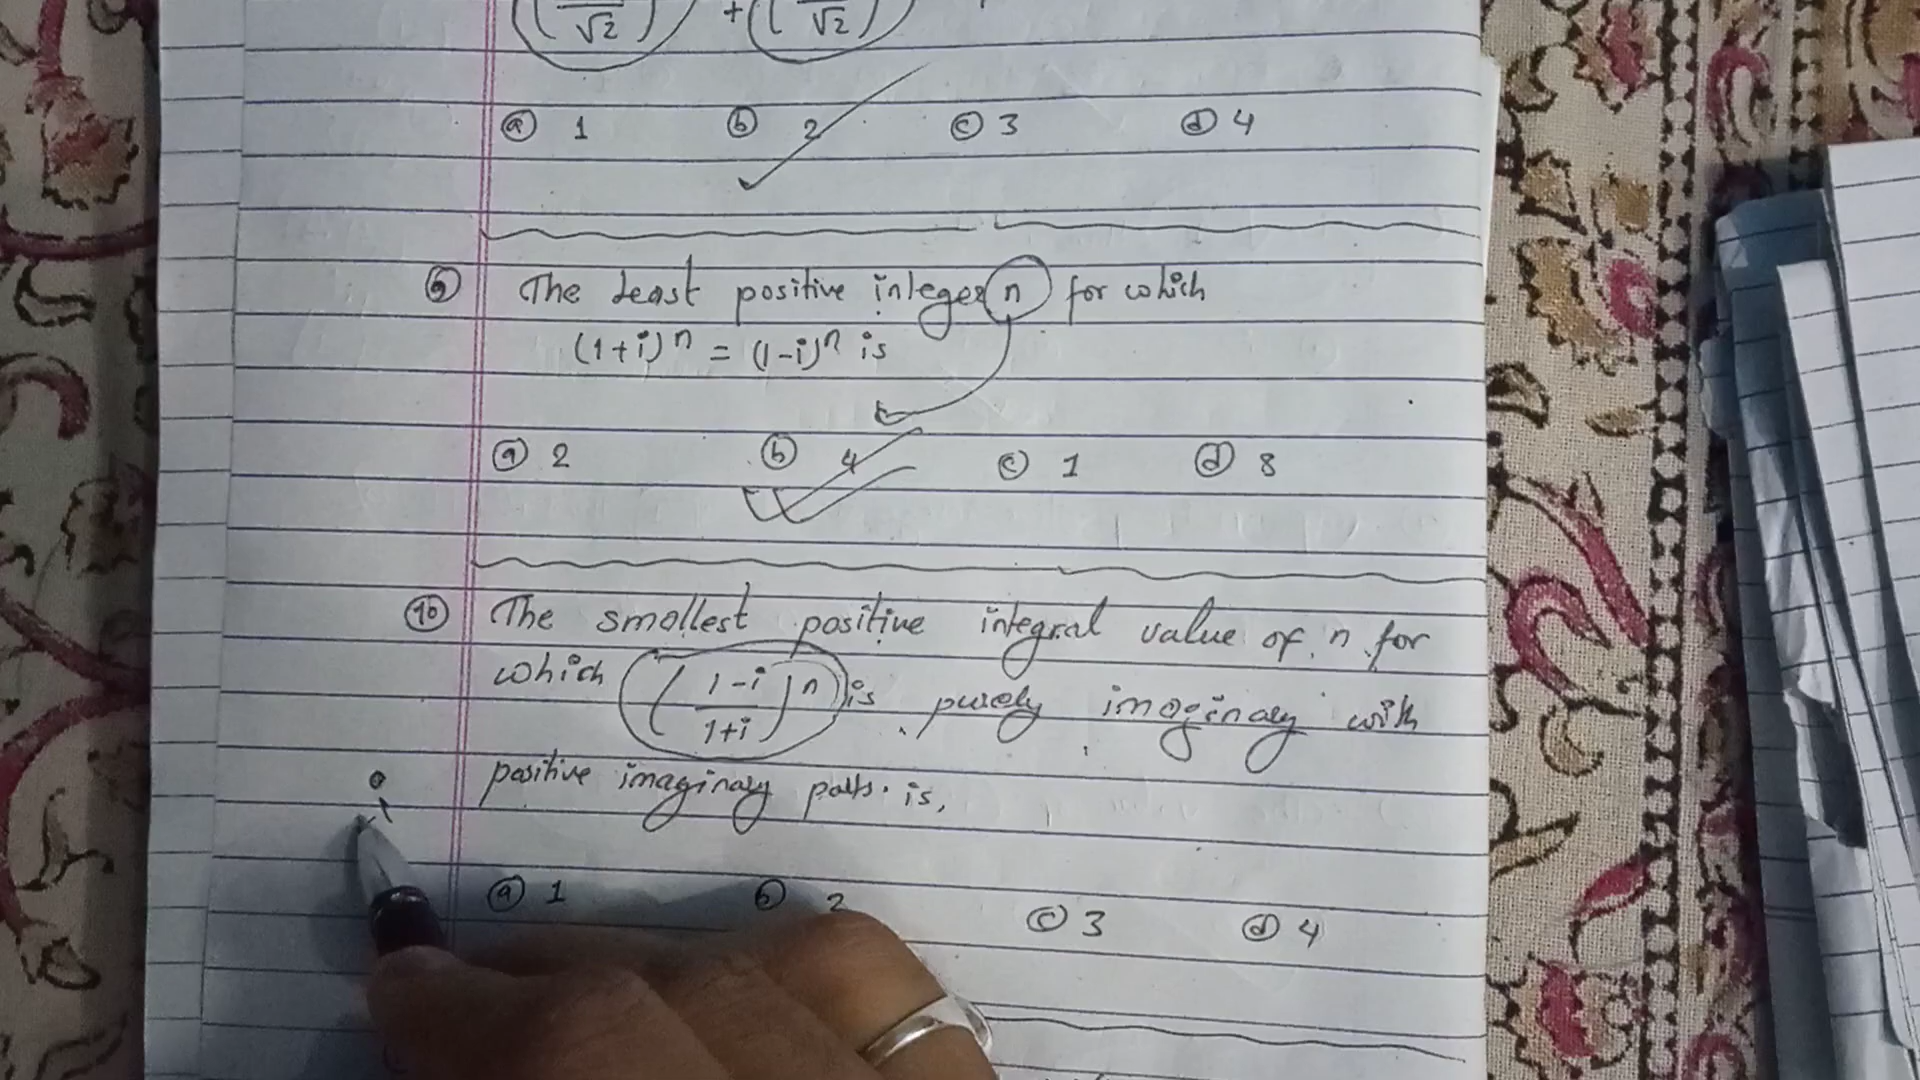 √2 + √2
ⓐ 1 ⓑ 2 ⓒ 3 ⓓ 4
⑨ The least positive integer n for which
(1+i)ⁿ = (1-i)ⁿ is
ⓐ 2 ⓑ 4 ⓒ 1 ⓓ 8
⑩ The smallest positive integral value of n for
which ((1-i)/(1+i))ⁿ is purely imaginary with
positive imaginary parts. is,
i
ⓐ 1 ⓑ 2 ⓒ 3 ⓓ 4